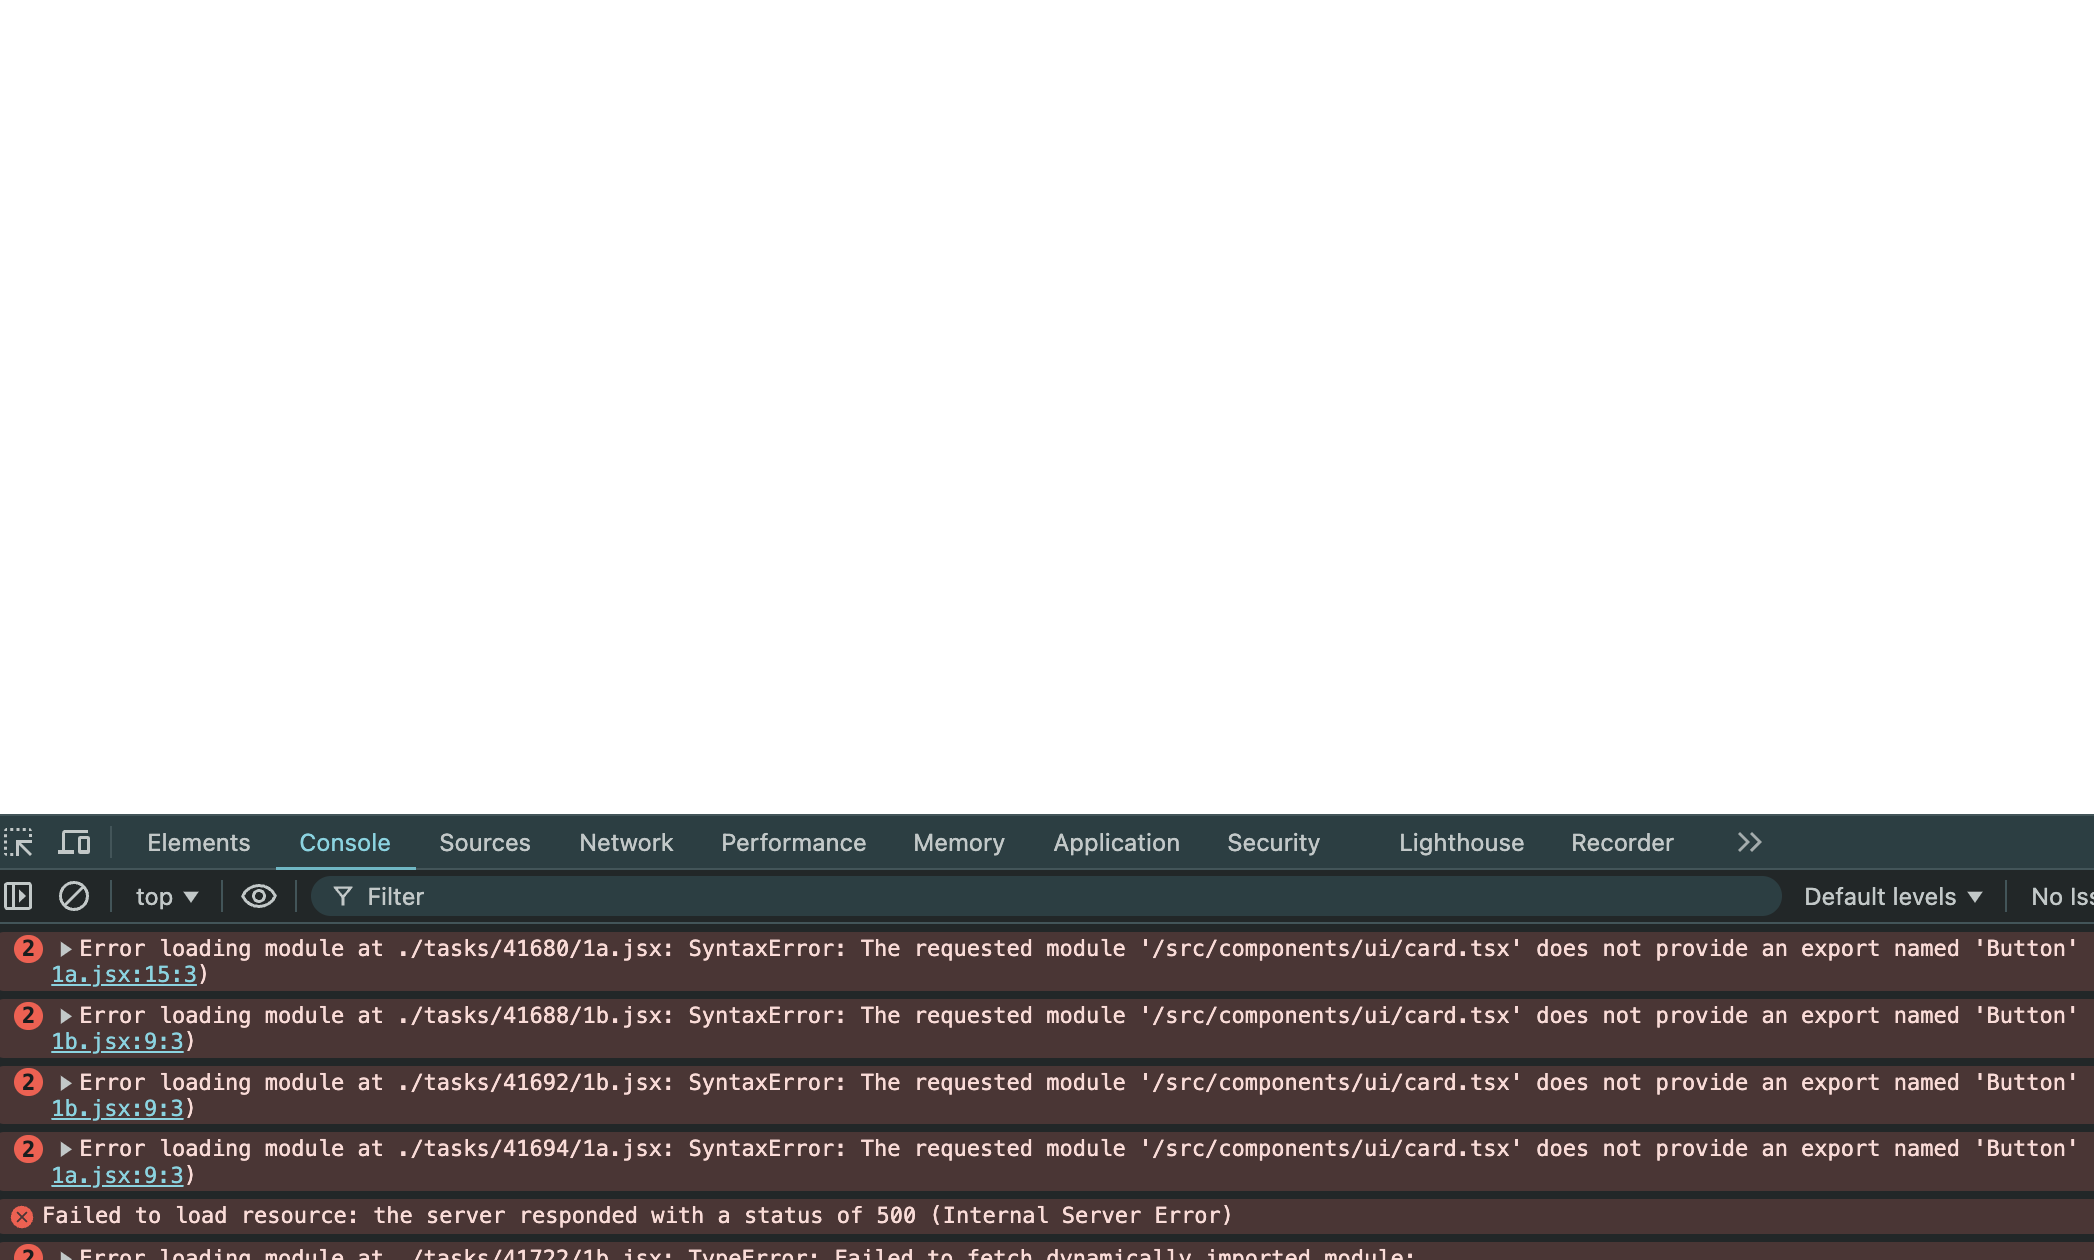 Elements Console Sources Network Performance Memory Application Security Lighthouse Recorder
top Filter Default levels No Iss
2 Error loading module at ./tasks/41680/1a.jsx: SyntaxError: The requested module '/src/components/ui/card.tsx' does not provide an export named 'Button'
1a.jsx:15:3)
2 Error loading module at ./tasks/41688/1b.jsx: SyntaxError: The requested module '/src/components/ui/card.tsx' does not provide an export named 'Button'
1b.jsx:9:3)
2 Error loading module at ./tasks/41692/1b.jsx: SyntaxError: The requested module '/src/components/ui/card.tsx' does not provide an export named 'Button'
1b.jsx:9:3)
2 Error loading module at ./tasks/41694/1a.jsx: SyntaxError: The requested module '/src/components/ui/card.tsx' does not provide an export named 'Button'
1a.jsx:9:3)
Failed to load resource: the server responded with a status of 500 (Internal Server Error)
2 Error loading module at ./tasks/41722/1b.jsx: TypeError: Failed to fetch dynamically imported module: